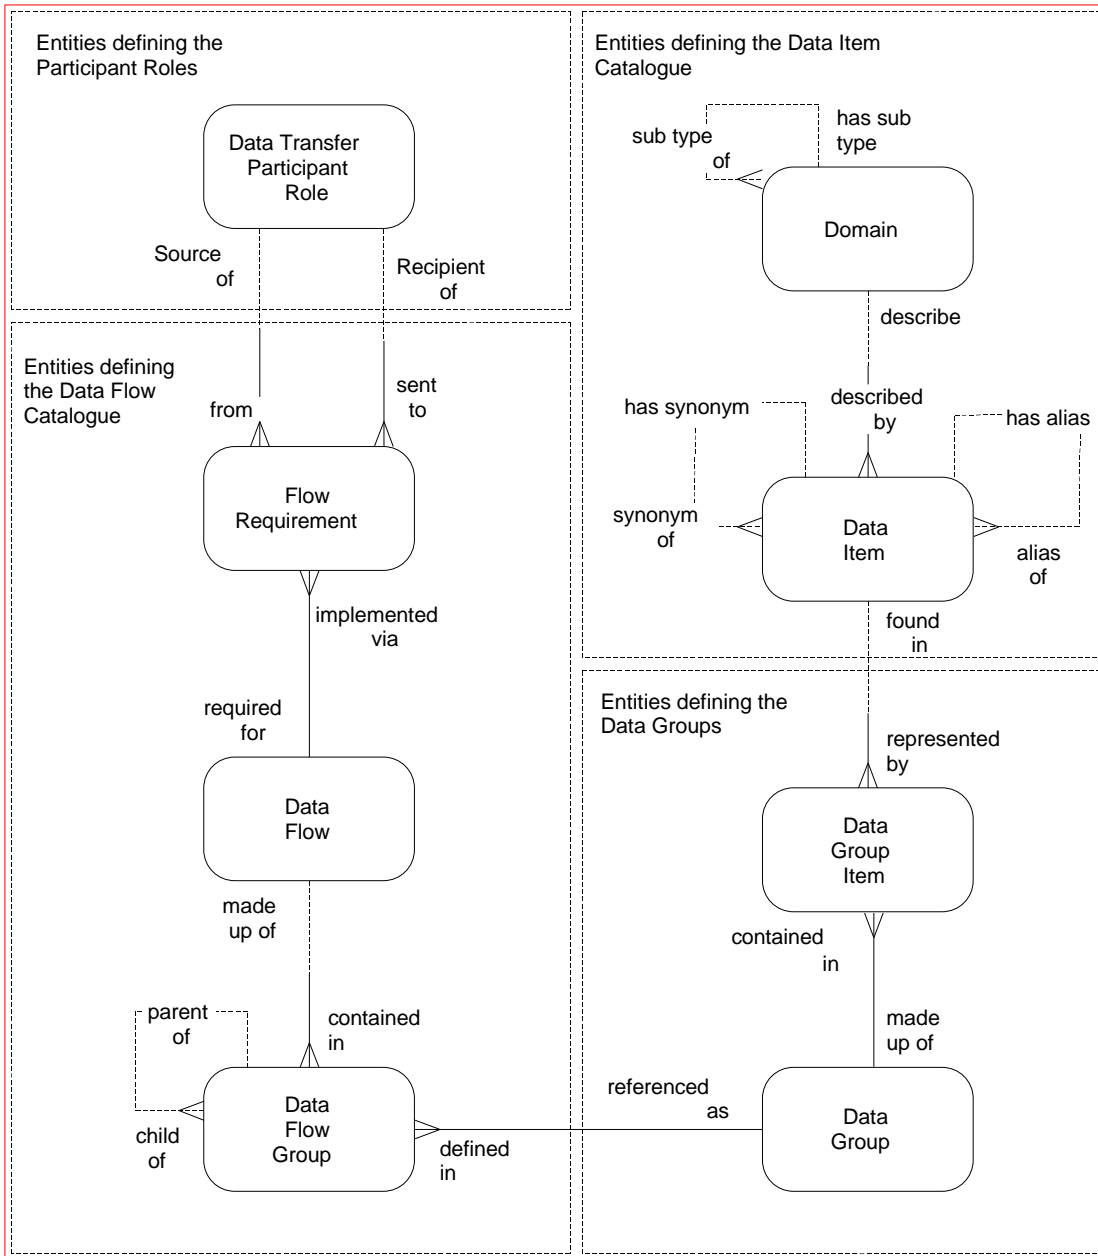 Entities defining the
Participant Roles
Data Transfer
Participant
Role
Source
of
Recipient
of
Entities defining
the Data Flow
Catalogue
from
sent
to
Flow
Requirement
implemented
via
required
for
Data
Flow
made
up of
parent
of
contained
in
child
of
Data
Flow
Group
defined
in
Entities defining the Data Item
Catalogue
sub type
of
has sub
type
Domain
describe
has synonym
described
by
has alias
synonym
of
Data
Item
alias
of
found
in
Entities defining the
Data Groups
represented
by
Data
Group
Item
contained
in
made
up of
referenced
as
Data
Group